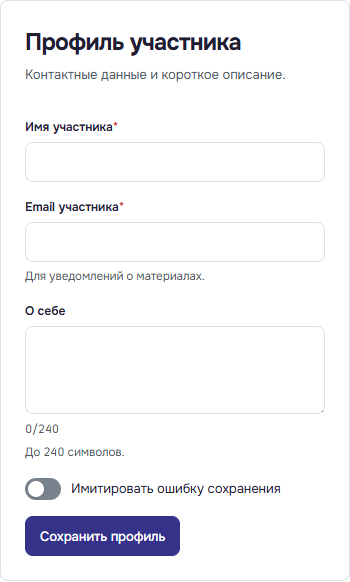 Профиль участника
Контактные данные и короткое описание.
Имя участника*
Email участника*
Для уведомлений о материалах.
О себе
0/240
До 240 символов.
Имитировать ошибку сохранения
Сохранить профиль